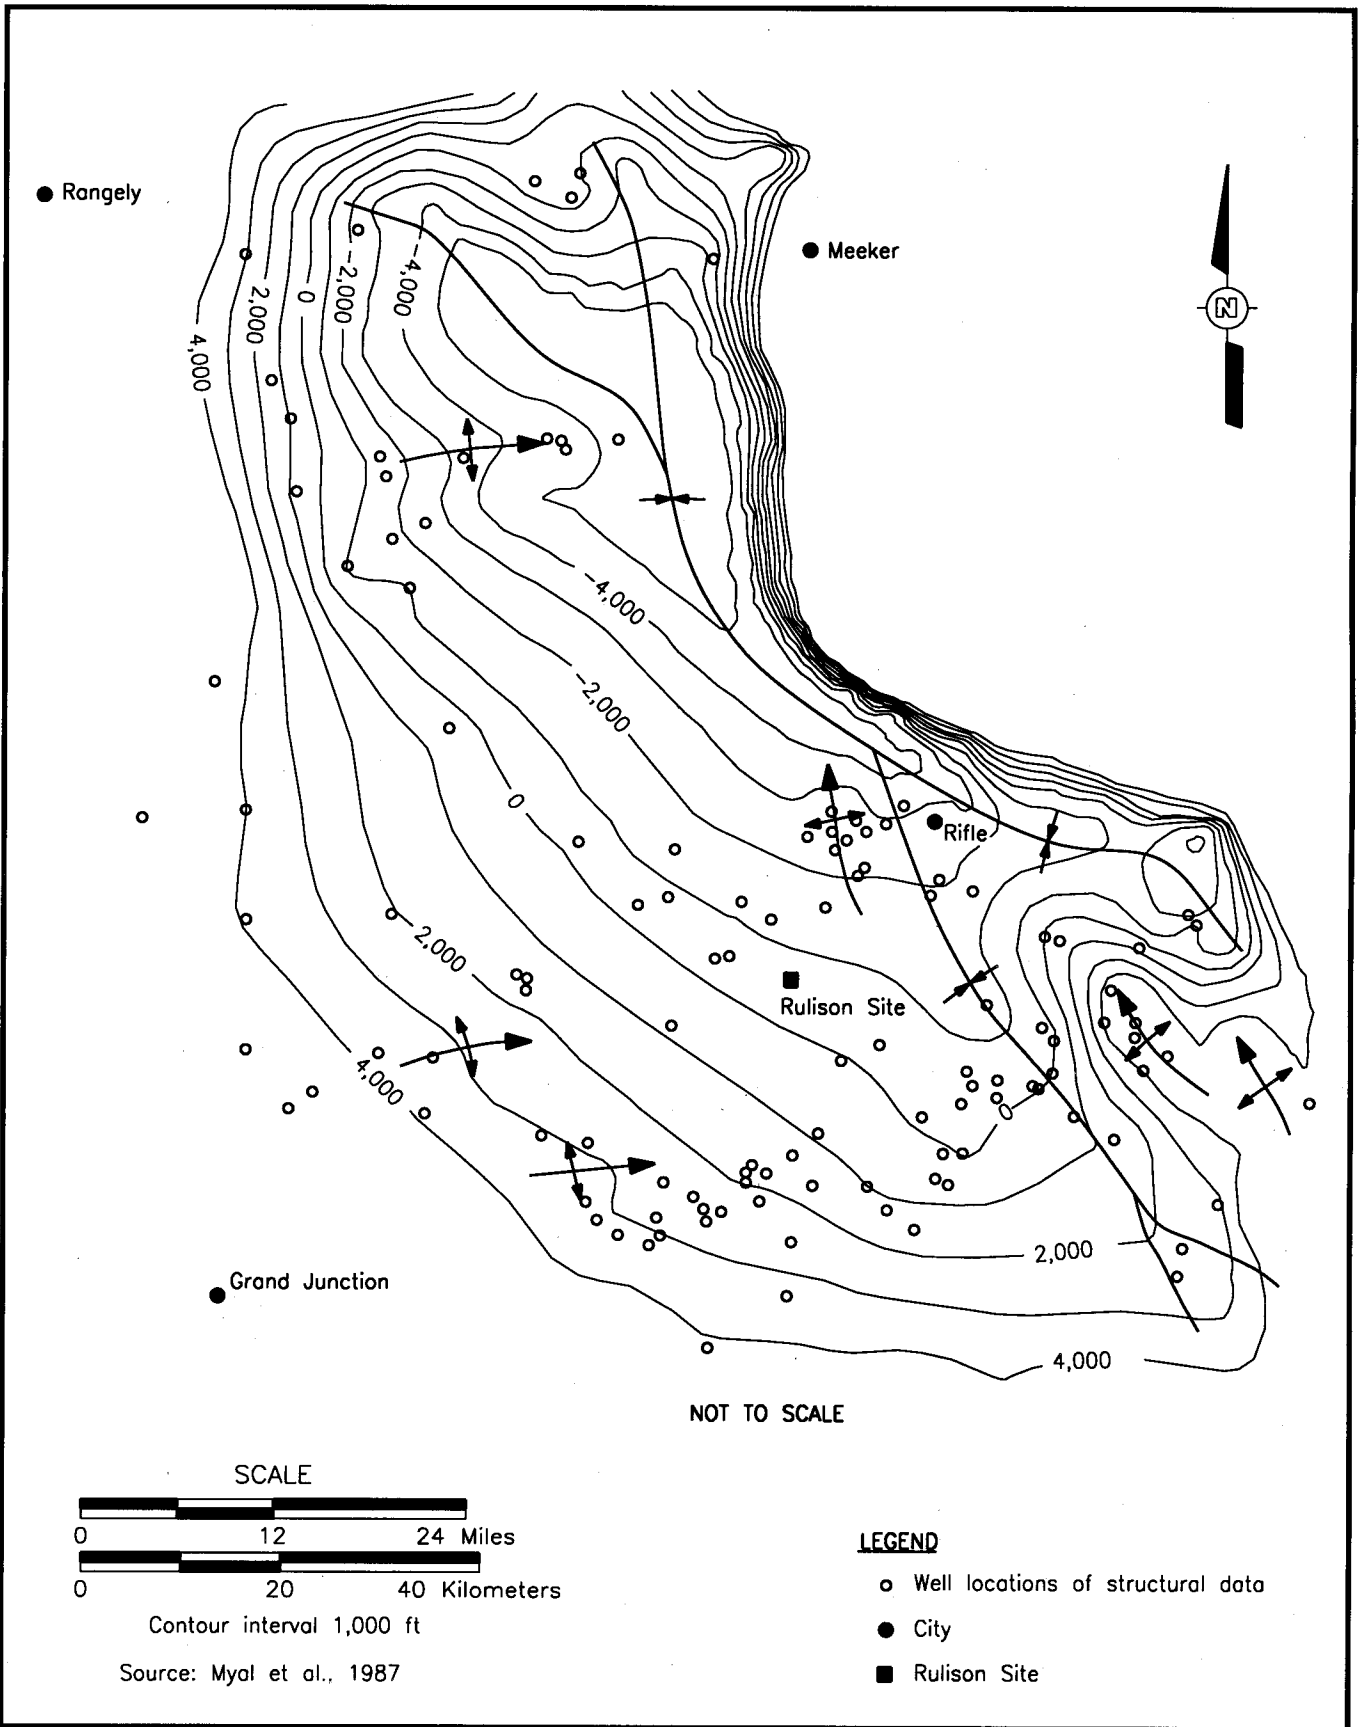 Rangely
Meeker
N
4,000
2,000
0
-2,000
-4,000
-4,000
-2,000
0
Rifle
2,000
Rulison Site
4,000
0
2,000
Grand Junction
4,000
NOT TO SCALE
SCALE
0 12 24 Miles
0 20 40 Kilometers
Contour interval 1,000 ft
Source: Myal et al., 1987
LEGEND
Well locations of structural data
City
Rulison Site